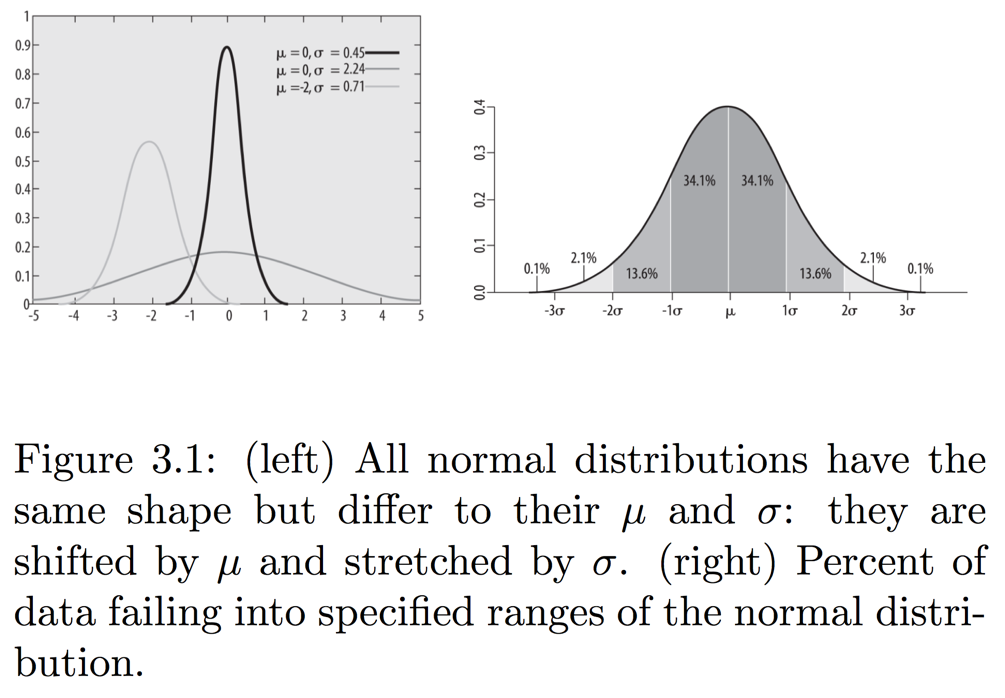 1
0.9
0.8
0.7
0.6
0.5
0.4
0.3
0.2
0.1
0
-5 -4 -3 -2 -1 0 1 2 3 4 5
μ = 0, σ = 0.45
μ = 0, σ = 2.24
μ =-2, σ = 0.71
0.4
0.3
0.2
0.1
0.0
34.1% 34.1%
0.1% 2.1% 13.6% 13.6% 2.1% 0.1%
-3σ -2σ -1σ μ 1σ 2σ 3σ
Figure 3.1: (left) All normal distributions have the
same shape but differ to their μ and σ: they are
shifted by μ and stretched by σ. (right) Percent of
data failing into specified ranges of the normal distri-
bution.